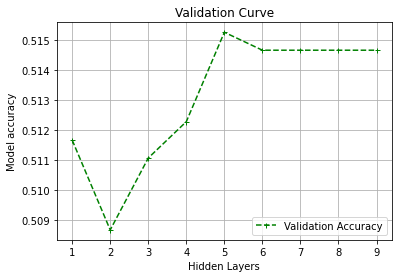 Validation Curve
0.515
0.514
0.513
0.512
0.511
0.510
0.509
Model accuracy
Validation Accuracy
1 2 3 4 5 6 7 8 9
Hidden Layers